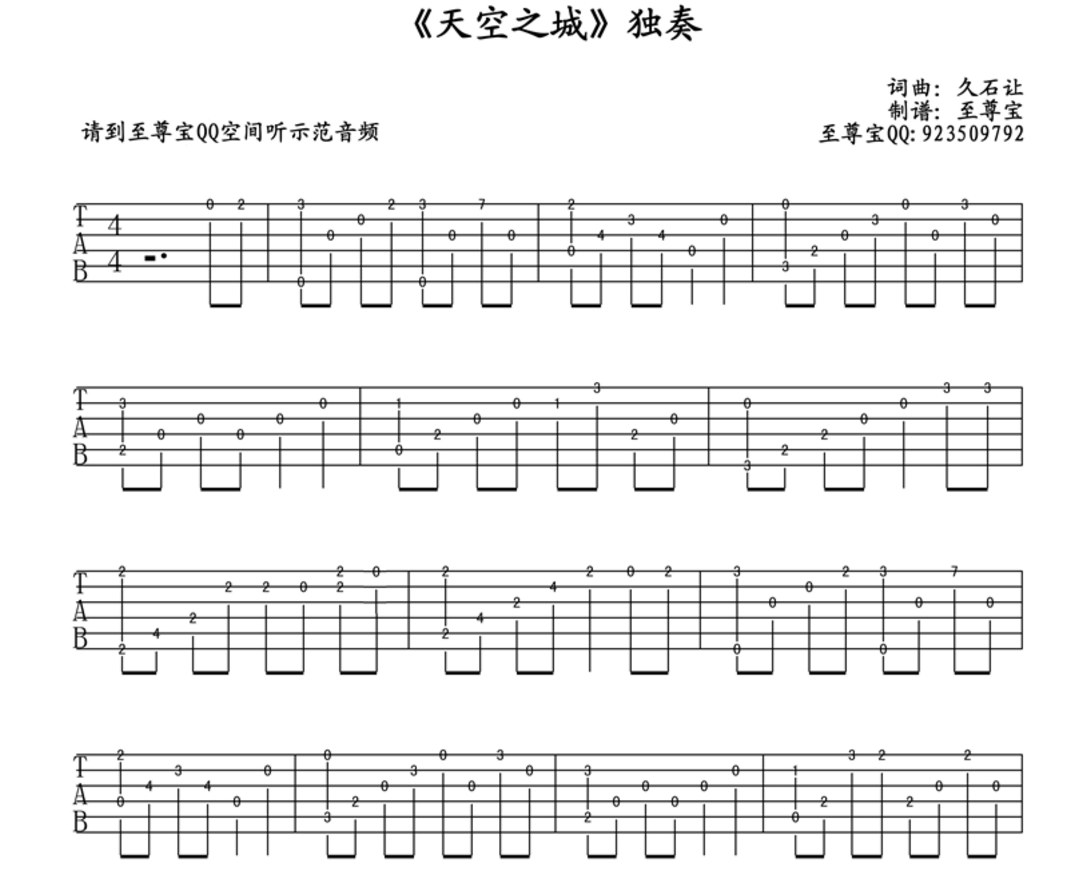 《天空之城》独奏
词曲：久石让
制谱：至尊宝
请到至尊宝QQ空间听示范音频
至尊宝QQ:923509792
T A B 4 4 0 2 3 0 0 0 2 3 0 0 7 0 2 0 4 3 4 0 0 0 3 2 0 3 0 0 3 0
T A B 3 2 0 0 0 0 0 1 0 2 0 0 1 3 2 0 0 3 2 2 0 0 3 3
T A B 2 2 4 2 2 2 0 2 2 0 2 2 4 2 4 2 0 2 3 0 0 0 2 3 0 0 7 0
T A B 2 0 4 3 4 0 0 0 3 2 0 3 0 0 3 0 3 2 0 0 0 0 0 1 0 2 3 2 2 0 2 0